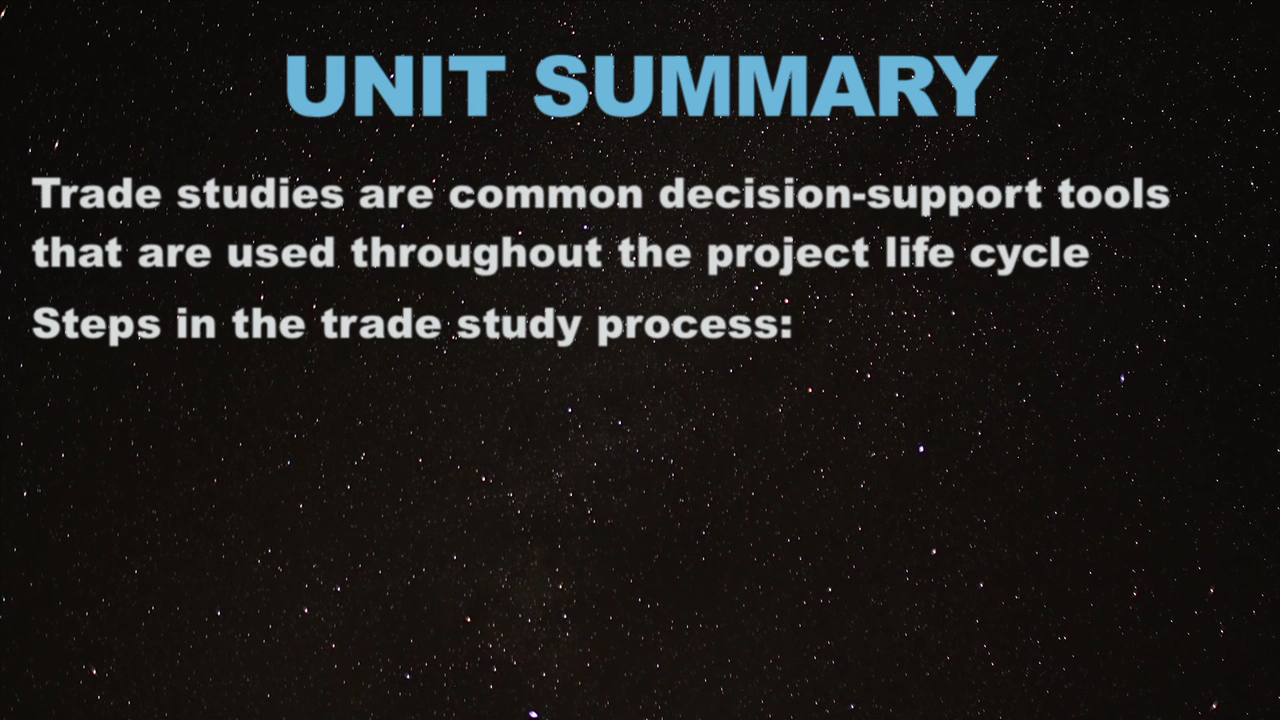 UNIT SUMMARY
Trade studies are common decision-support tools
that are used throughout the project life cycle
Steps in the trade study process: